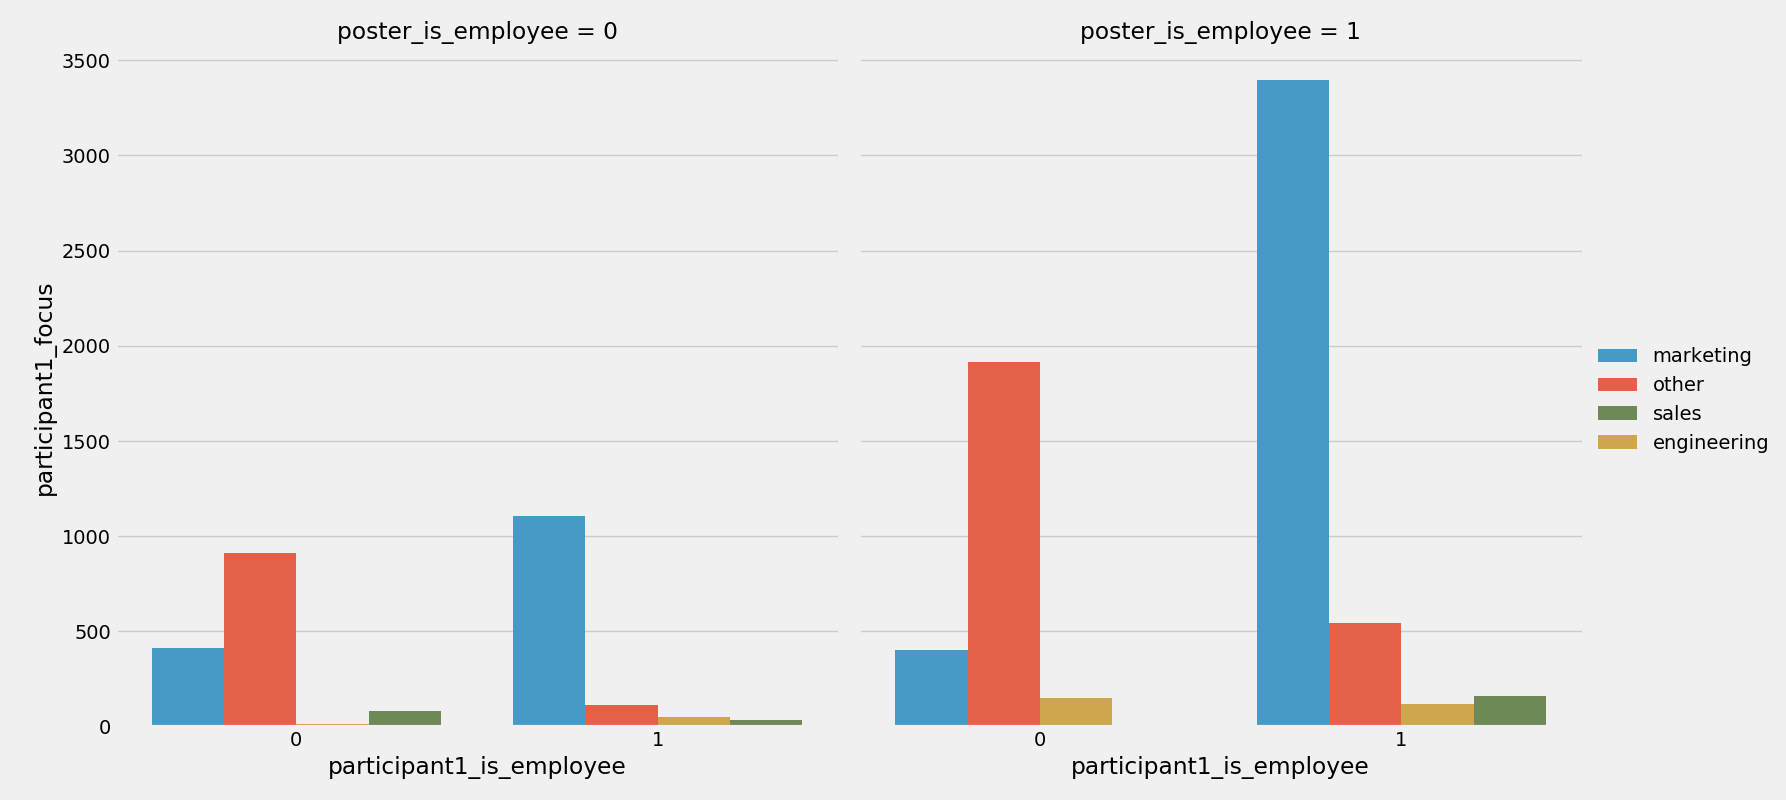 poster_is_employee = 0
poster_is_employee = 1
3500
3000
2500
2000
1500
1000
500
0
participant1_focus
0
1
0
1
participant1_is_employee
participant1_is_employee
marketing
other
sales
engineering